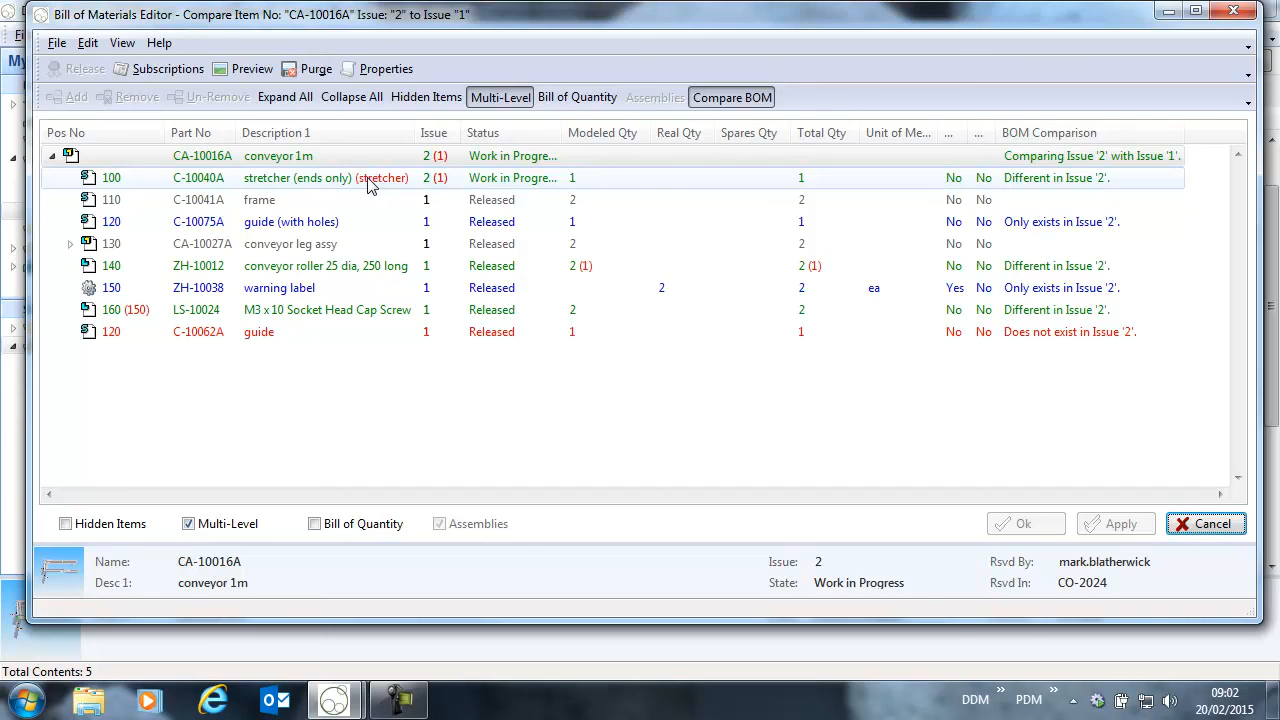 Bill of Materials Editor - Compare Item No: "CA-10016A" Issue: "2" to Issue "1"
File Edit View Help
Release Subscriptions Preview Purge Properties
Add Remove Un-Remove Expand All Collapse All Hidden Items Multi-Level Bill of Quantity Assemblies Compare BOM
Pos No Part No Description 1 Issue Status Modeled Qty Real Qty Spares Qty Total Qty Unit of Me... ... ... BOM Comparison
CA-10016A conveyor 1m 2 (1) Work in Progre... Comparing Issue '2' with Issue '1'.
100 C-10040A stretcher (ends only) (stretcher) 2 (1) Work in Progre... 1 1 No No Different in Issue '2'.
110 C-10041A frame 1 Released 2 2 No No
120 C-10075A guide (with holes) 1 Released 1 1 No No Only exists in Issue '2'.
130 CA-10027A conveyor leg assy 1 Released 2 2 No No
140 ZH-10012 conveyor roller 25 dia, 250 long 1 Released 2 (1) 2 (1) No No Different in Issue '2'.
150 ZH-10038 warning label 1 Released 2 2 ea Yes No Only exists in Issue '2'.
160 (150) LS-10024 M3 x 10 Socket Head Cap Screw 1 Released 2 2 No No Different in Issue '2'.
120 C-10062A guide 1 Released 1 1 No No Does not exist in Issue '2'.
Hidden Items Multi-Level Bill of Quantity Assemblies Ok Apply Cancel
Name: CA-10016A Issue: 2 Rsvd By: mark.blatherwick
Desc 1: conveyor 1m State: Work in Progress Rsvd In: CO-2024
My
Total Contents: 5
DDM PDM 09:02
20/02/2015